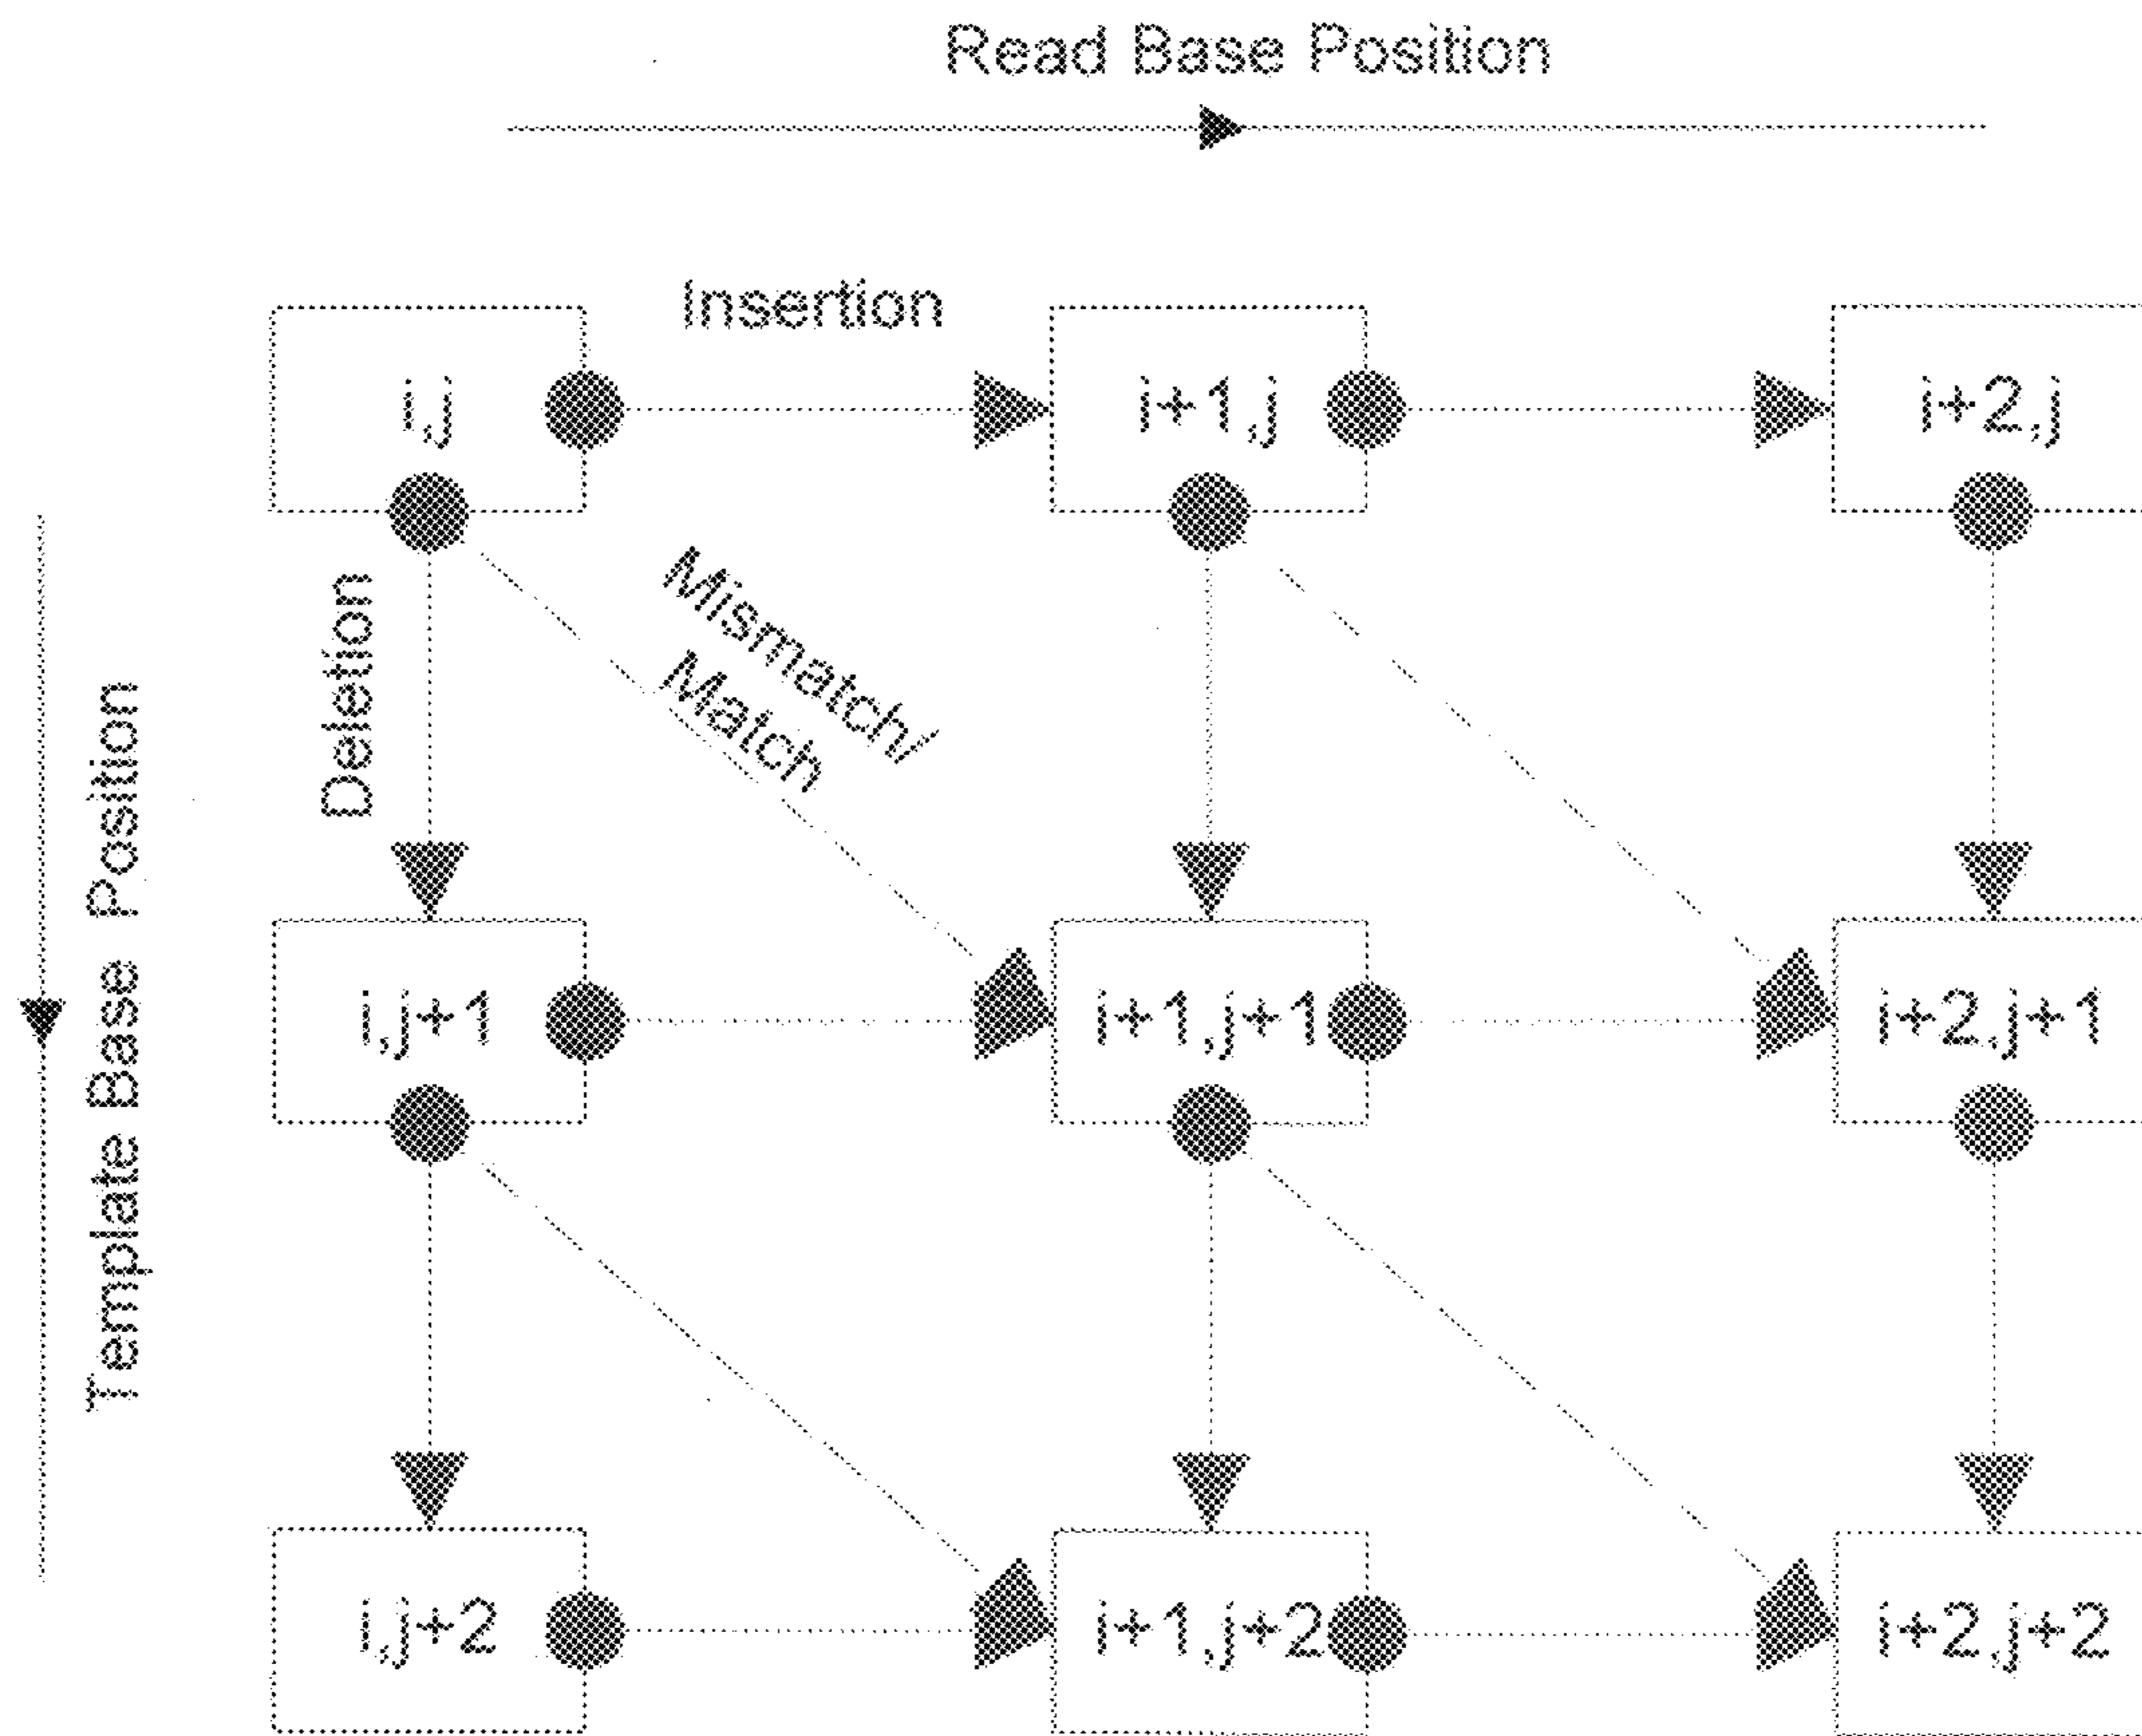 Read Base Position
Insertion
i,j
i+1,j
i+2,j
Deletion
Mismatch/
Match
Template Base Position
i,j+1
i+1,j+1
i+2,j+1
i,j+2
i+1,j+2
i+2,j+2